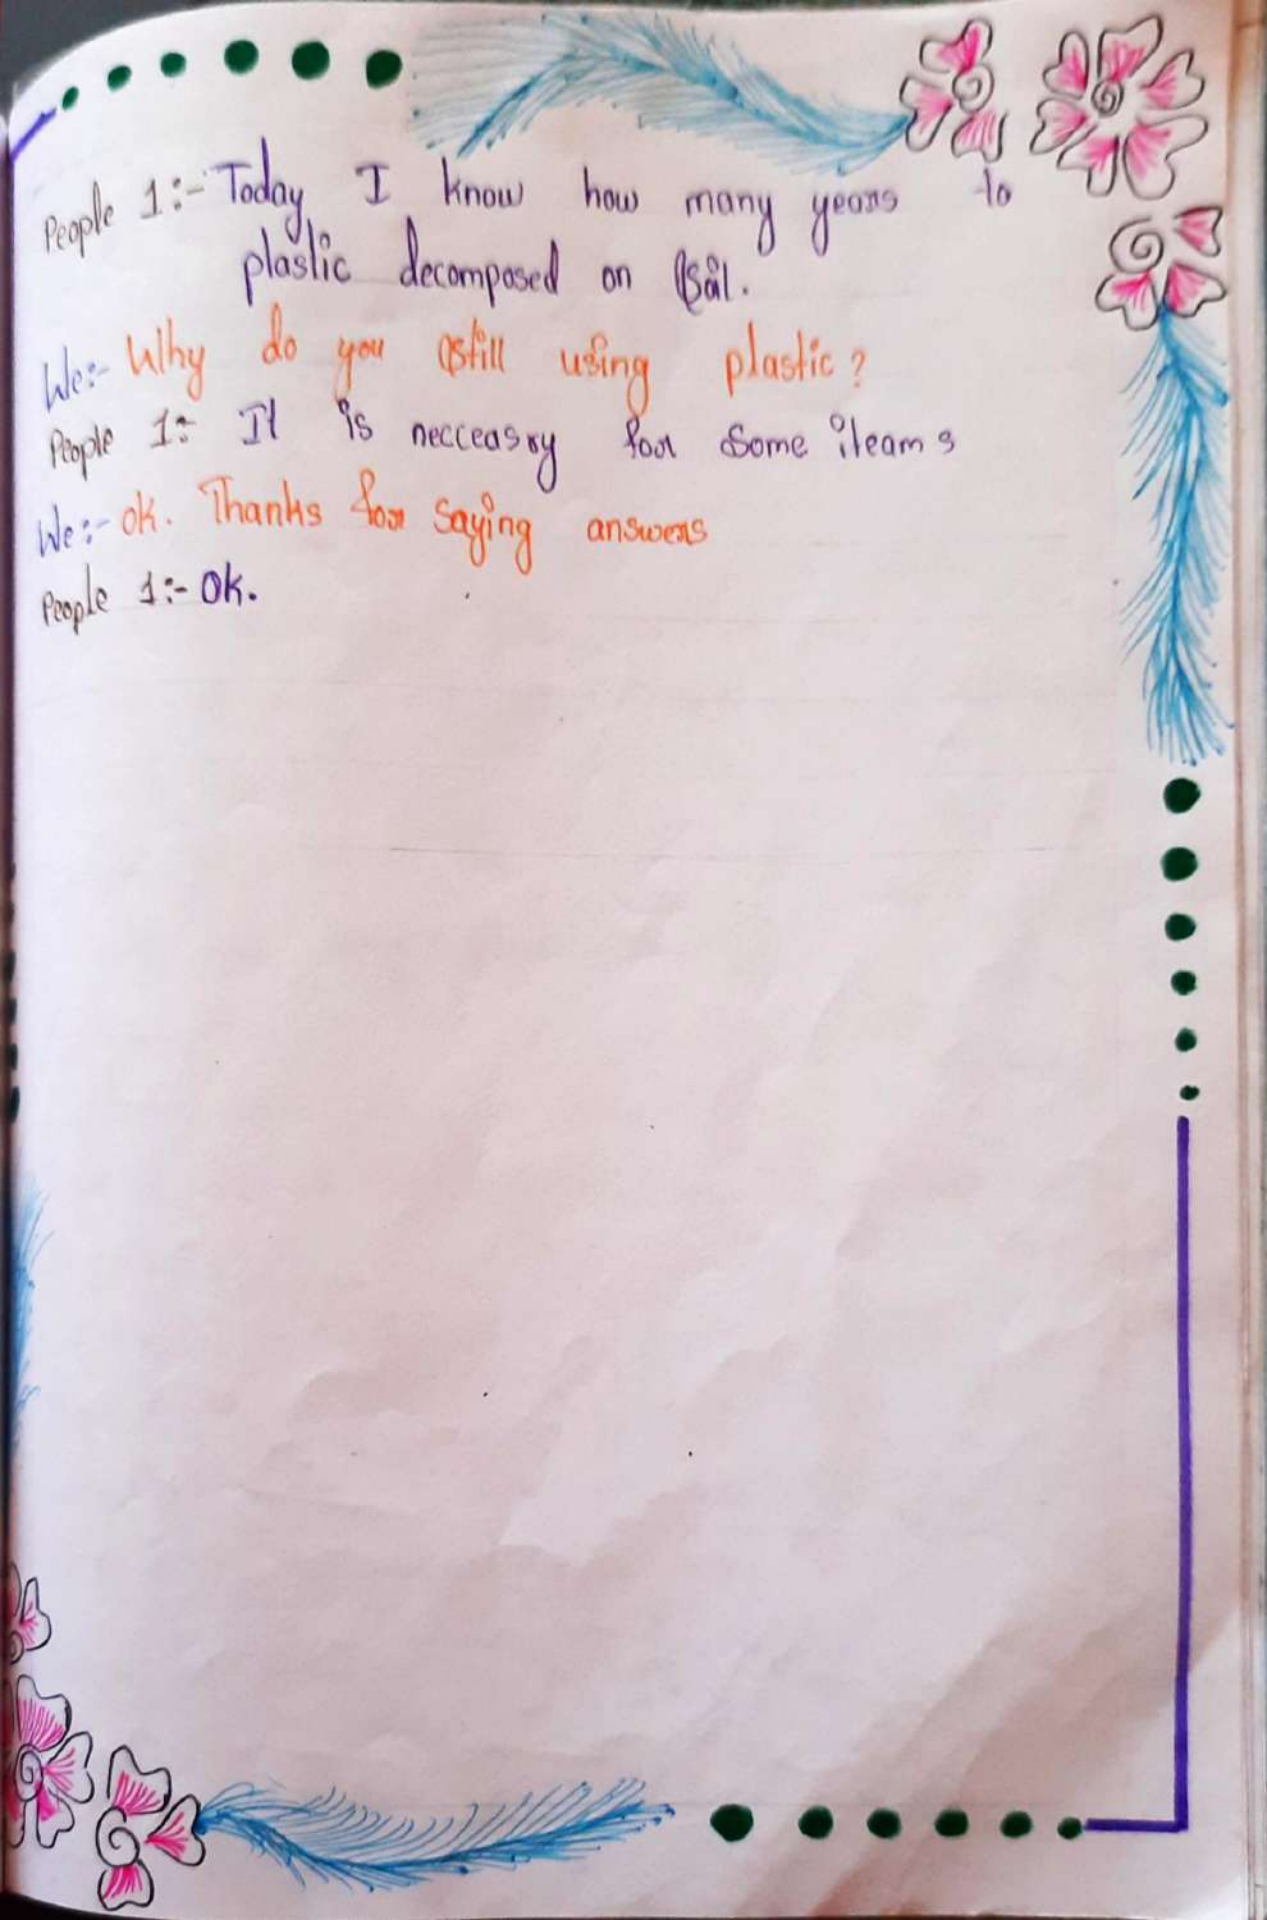 People 1:- Today I know how many years to
plastic decomposed on Soil.
We:- Why do you still using plastic?
People 1:- It is necceasry for some iteams
We:- Ok. Thanks for saying answers
People 1:- Ok.